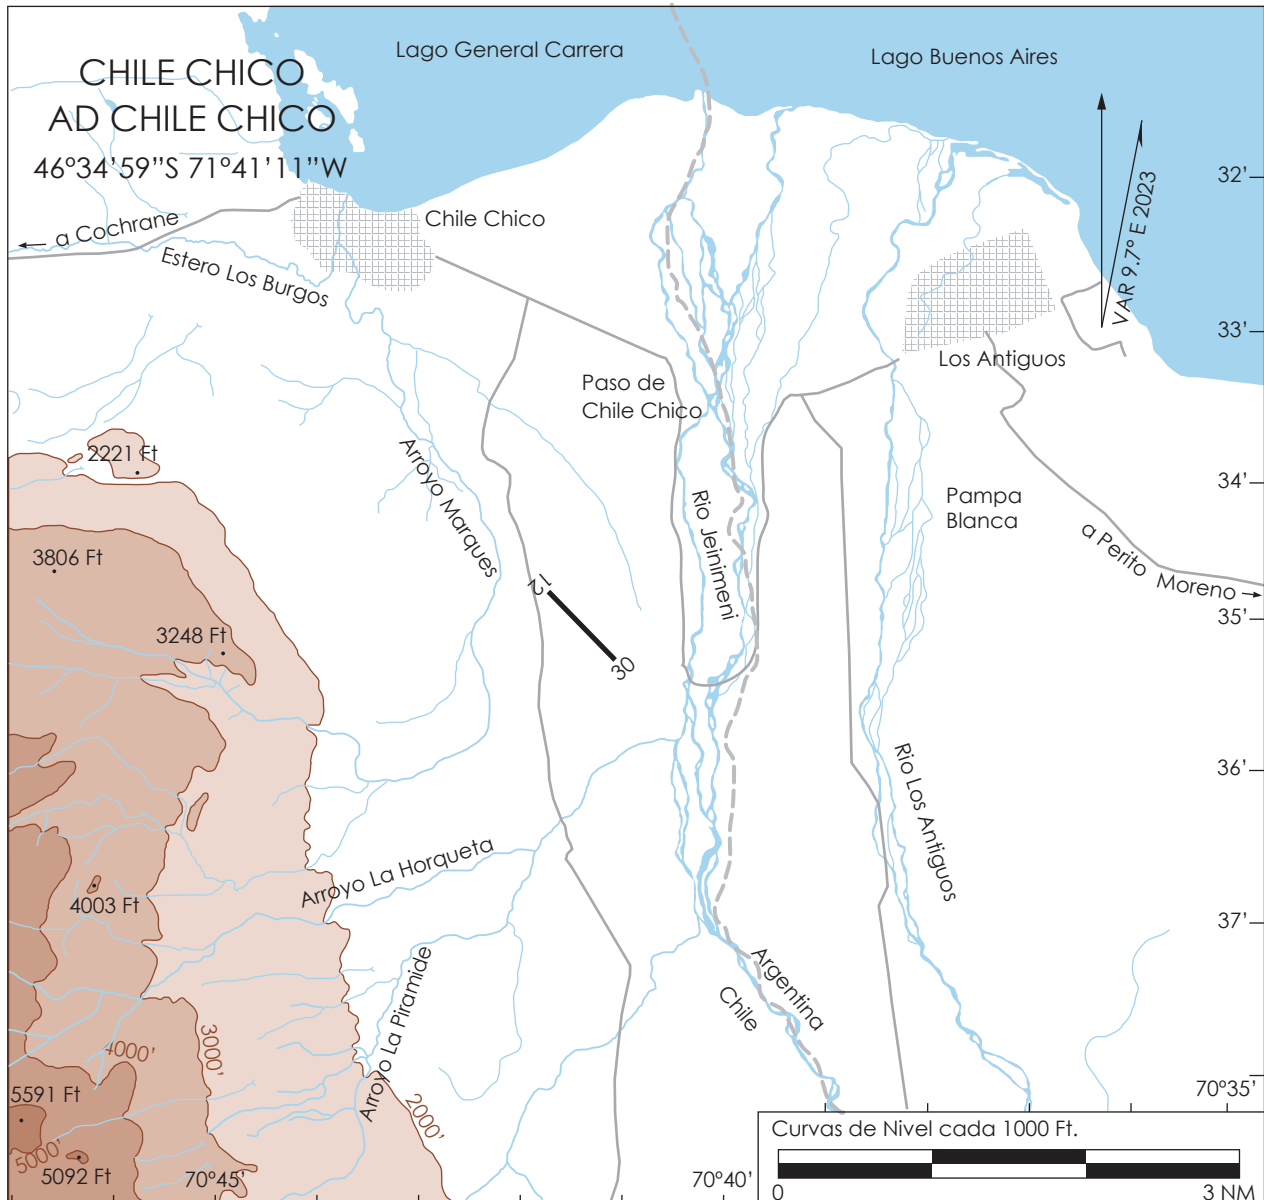 CHILE CHICO
AD CHILE CHICO
46°34'59”S 71°41'11”W
Lago General Carrera
Lago Buenos Aires
VAR 9.7° E 2023
32'
a Cochrane
Chile Chico
Estero Los Burgos
33'
Los Antiguos
Paso de
Chile Chico
2221 Ft
Arroyo Marques
34'
Rio Jeinimeni
Pampa
Blanca
a Perito Moreno
3806 Ft
12
30
35'
3248 Ft
36'
Rio Los Antiguos
Arroyo La Horqueta
4003 Ft
37'
Arroyo La Piramide
Argentina
Chile
3000'
4000'
2000'
5591 Ft
5000'
5092 Ft
70°45'
70°40'
70°35'
Curvas de Nivel cada 1000 Ft.
0
3 NM